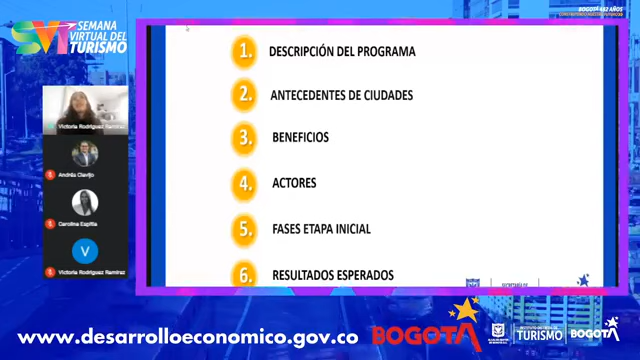 SVT SEMANA
VIRTUAL DEL
TURISMO
BOGOTÁ 482 AÑOS
1. DESCRIPCIÓN DEL PROGRAMA
2. ANTECEDENTES DE CIUDADES
3. BENEFICIOS
4. ACTORES
5. FASES ETAPA INICIAL
6. RESULTADOS ESPERADOS
Victoria Rodríguez Ramírez
Andrés Clavijo
Carolina Espitia
V
Victoria Rodríguez Ramírez
SECRETARÍA DE
www.desarrolloeconomico.gov.co
BOGOTÁ
TURISMO
BOGOTÁ